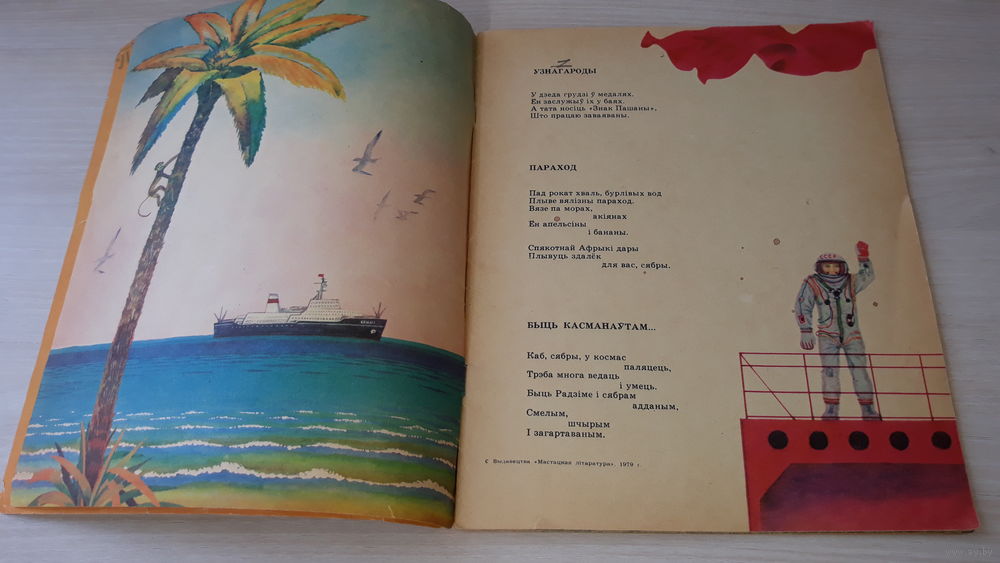 УЗНАГАРОДЫ
У дзеда грудзі ў медалях.
Ён заслужыў іх у баях.
А тата носіць «Знак Пашаны»,
Што працаю заваяваны.
ПАРАХОД
Пад рокат хваль, бурлівых вод
Плыве вялізны параход.
Вязе па морах,
акіянах
Ён апельсіны
і бананы.
Спякотнай Афрыкі дары
Плывуць здалёк
для вас, сябры.
БЫЦЬ КАСМАНАЎТАМ...
Каб, сябры, у космас
паляцець,
Трэба многа ведаць
і умець.
Быць Радзіме і сябрам
адданым,
Смелым,
шчырым
І загартаваным.
© Выдавецтва «Мастацкая літаратура», 1979 г.
СССР
www.ay.by